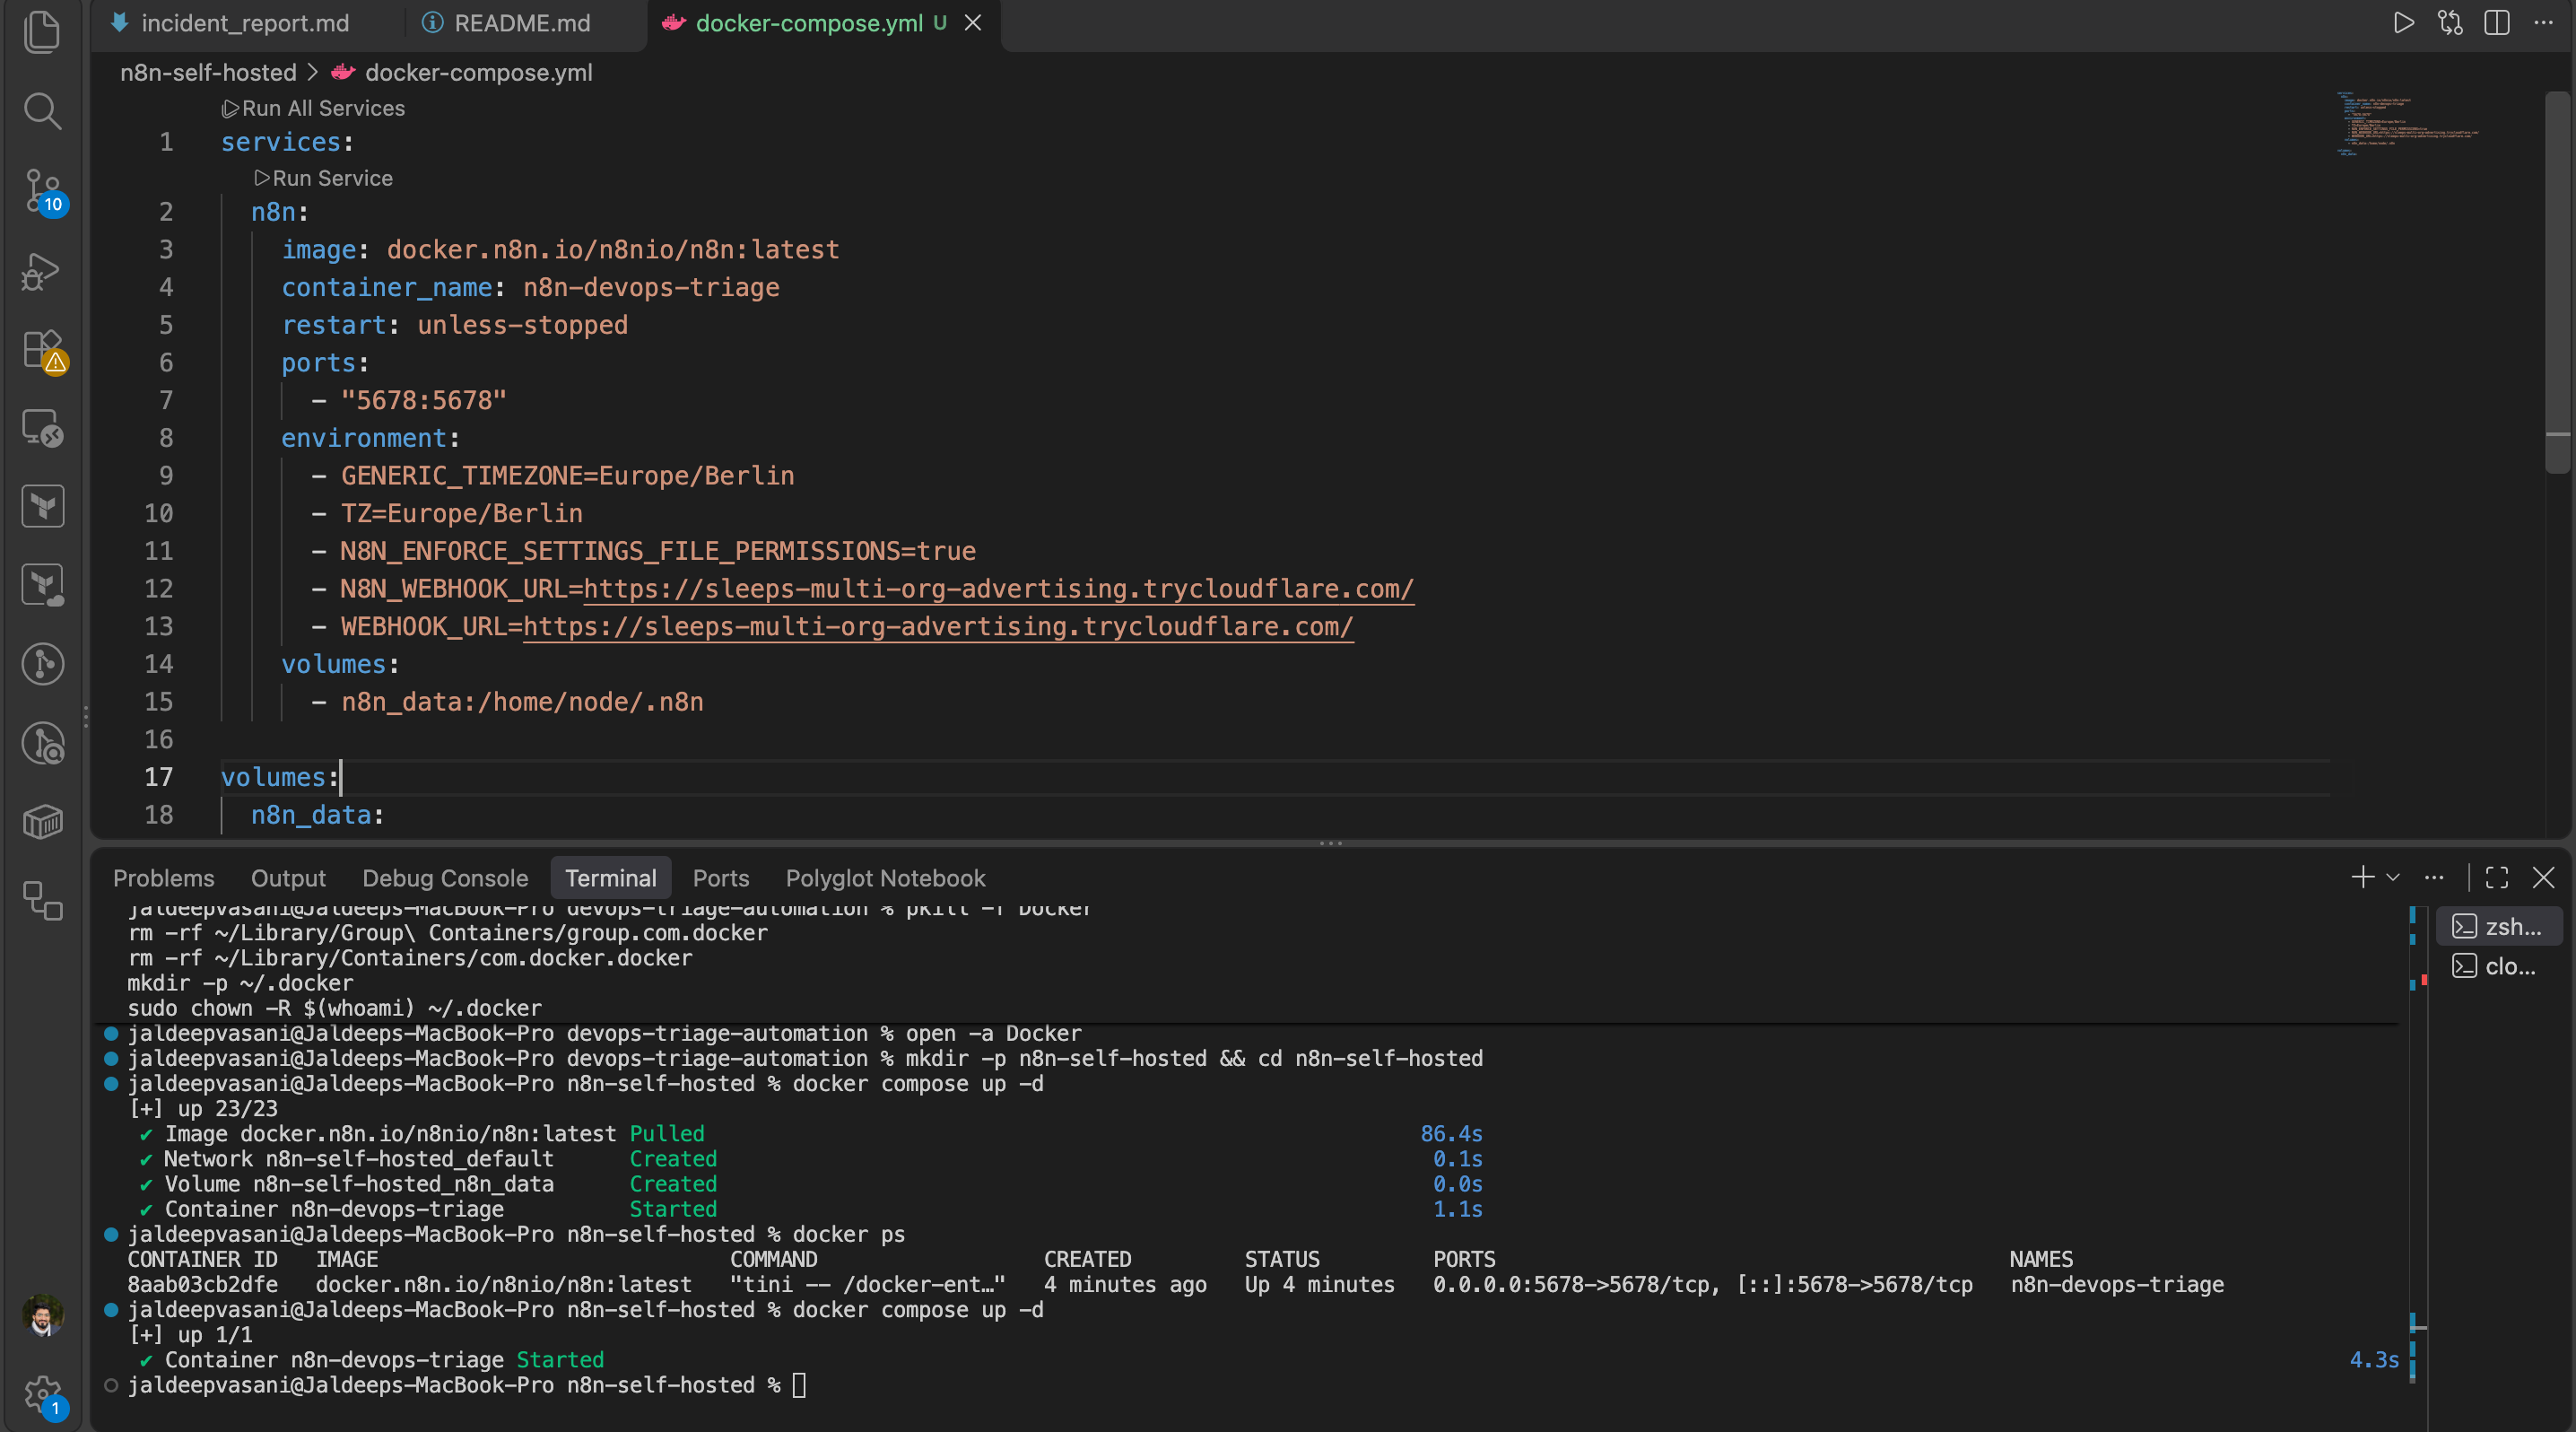 incident_report.md
README.md
docker-compose.yml U
n8n-self-hosted > docker-compose.yml
Run All Services
1 services:
Run Service
2 n8n:
3 image: docker.n8n.io/n8nio/n8n:latest
4 container_name: n8n-devops-triage
5 restart: unless-stopped
6 ports:
7 - "5678:5678"
8 environment:
9 - GENERIC_TIMEZONE=Europe/Berlin
10 - TZ=Europe/Berlin
11 - N8N_ENFORCE_SETTINGS_FILE_PERMISSIONS=true
12 - N8N_WEBHOOK_URL=https://sleeps-multi-org-advertising.trycloudflare.com/
13 - WEBHOOK_URL=https://sleeps-multi-org-advertising.trycloudflare.com/
14 volumes:
15 - n8n_data:/home/node/.n8n
16
17 volumes:
18 n8n_data:
10
1
Problems Output Debug Console Terminal Ports Polyglot Notebook
zsh...
clo...
jaldeepvasani@Jaldeeps-MacBook-Pro devops-triage-automation % pkill -f Docker
rm -rf ~/Library/Group\ Containers/group.com.docker
rm -rf ~/Library/Containers/com.docker.docker
mkdir -p ~/.docker
sudo chown -R $(whoami) ~/.docker
jaldeepvasani@Jaldeeps-MacBook-Pro devops-triage-automation % open -a Docker
jaldeepvasani@Jaldeeps-MacBook-Pro devops-triage-automation % mkdir -p n8n-self-hosted && cd n8n-self-hosted
jaldeepvasani@Jaldeeps-MacBook-Pro n8n-self-hosted % docker compose up -d
[+] up 23/23
✔ Image docker.n8n.io/n8nio/n8n:latest Pulled 86.4s
✔ Network n8n-self-hosted_default Created 0.1s
✔ Volume n8n-self-hosted_n8n_data Created 0.0s
✔ Container n8n-devops-triage Started 1.1s
jaldeepvasani@Jaldeeps-MacBook-Pro n8n-self-hosted % docker ps
CONTAINER ID IMAGE COMMAND CREATED STATUS PORTS NAMES
8aab03cb2dfe docker.n8n.io/n8nio/n8n:latest "tini -- /docker-ent…" 4 minutes ago Up 4 minutes 0.0.0.0:5678->5678/tcp, [::]:5678->5678/tcp n8n-devops-triage
jaldeepvasani@Jaldeeps-MacBook-Pro n8n-self-hosted % docker compose up -d
[+] up 1/1
✔ Container n8n-devops-triage Started 4.3s
jaldeepvasani@Jaldeeps-MacBook-Pro n8n-self-hosted %